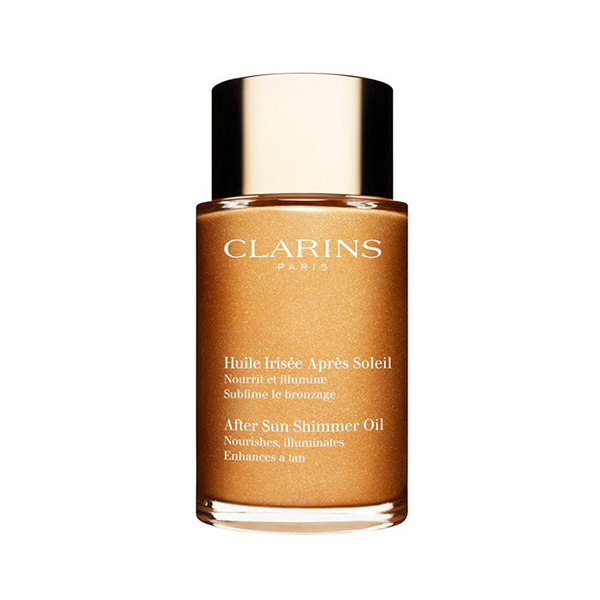 CLARINS
PARIS
Huile Irisée Après Soleil
Nourrit et illumine
Sublime le bronzage
After Sun Shimmer Oil
Nourishes, illuminates
Enhances a tan